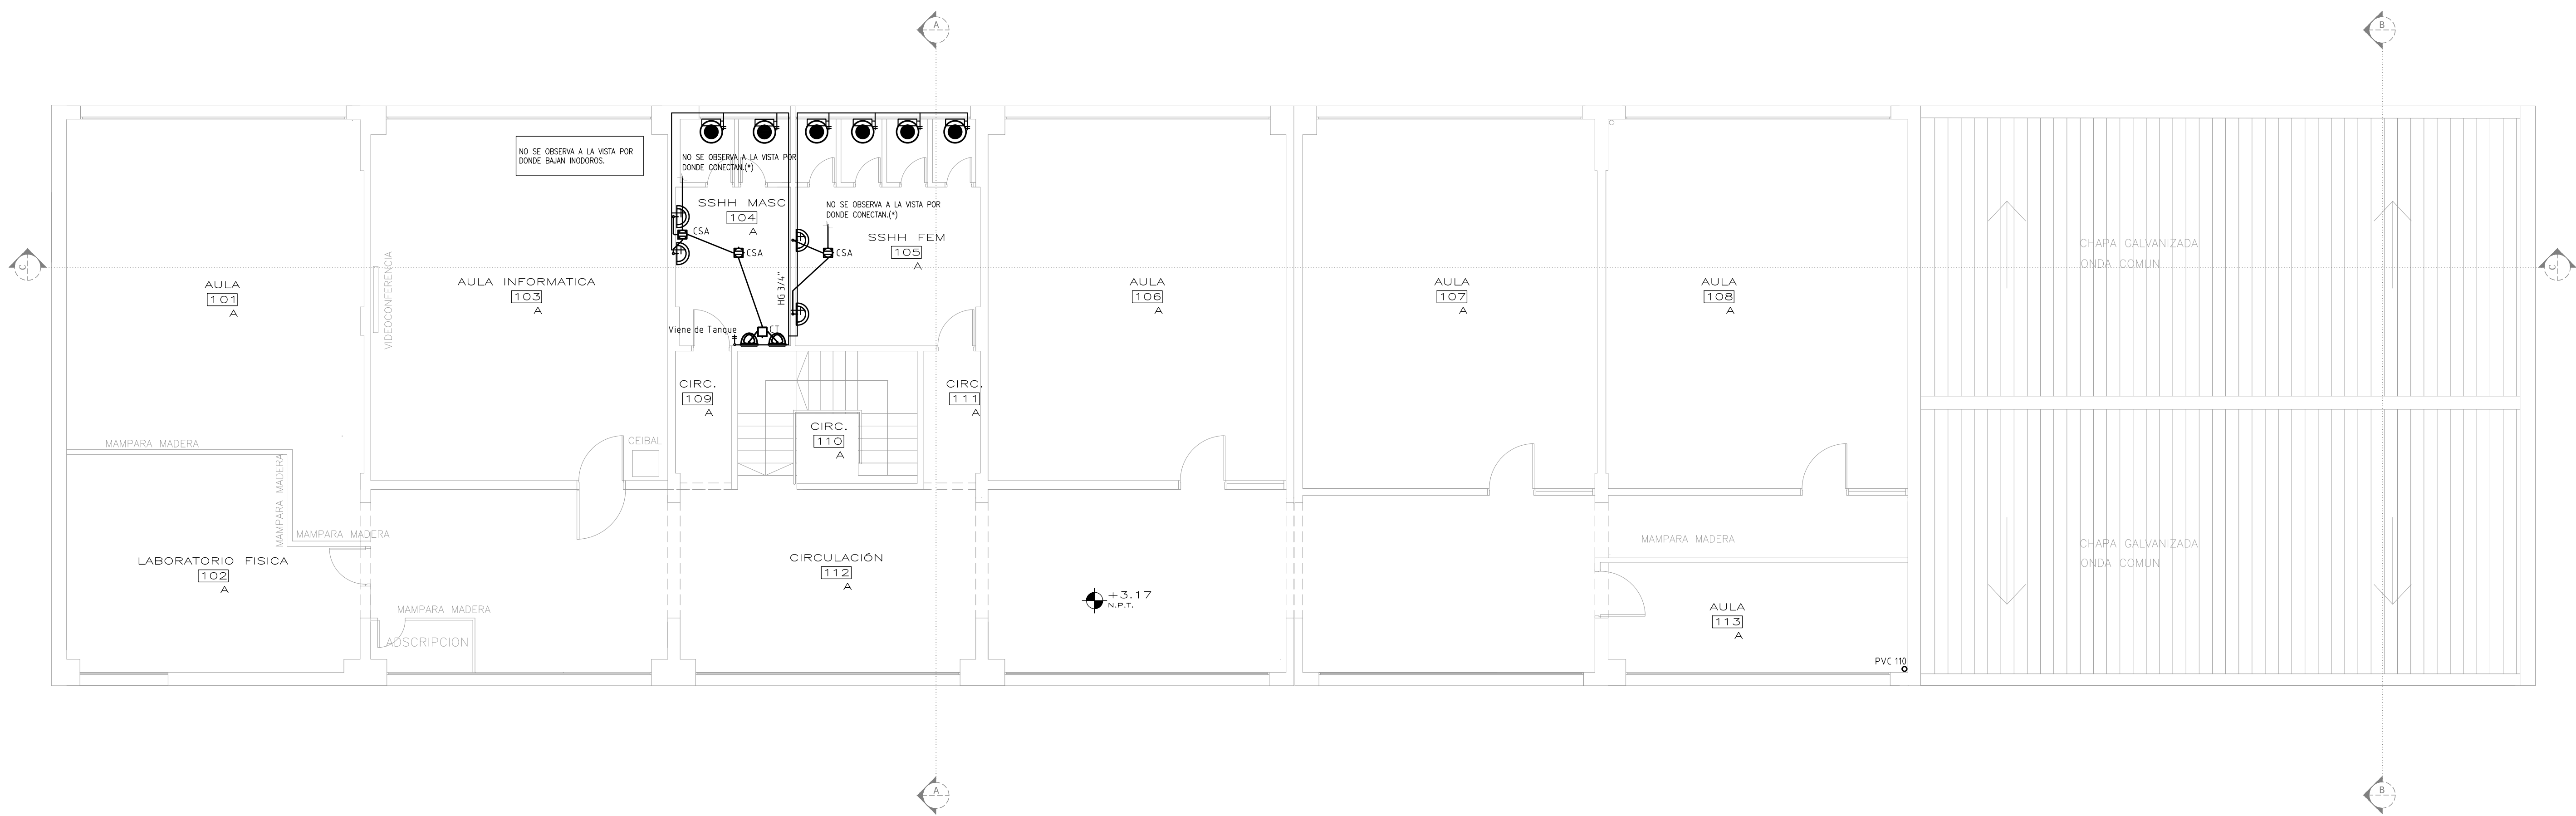 A
B
NO SE OBSERVA A LA VISTA POR
DONDE BAJAN INODOROS.
NO SE OBSERVA A LA VISTA POR
DONDE CONECTAN.(*)
SSHH MASC
104
A
NO SE OBSERVA A LA VISTA POR
DONDE CONECTAN.(*)
CSA
CSA
CSA
SSHH FEM
105
A
CHAPA GALVANIZADA
ONDA COMUN
C
C
VIDEOCONFERENCIA
HG 3/4"
AULA
101
A
AULA INFORMATICA
103
A
AULA
106
A
AULA
107
A
AULA
108
A
Viene de Tanque
CT
CIRC.
109
A
CIRC.
111
A
CIRC.
110
A
CEIBAL
MAMPARA MADERA
MAMPARA MADERA
MAMPARA MADERA
MAMPARA MADERA
LABORATORIO FISICA
102
A
CIRCULACIÓN
112
A
CHAPA GALVANIZADA
ONDA COMUN
+3.17
N.P.T.
MAMPARA MADERA
ADSCRIPCION
AULA
113
A
PVC 110
A
B